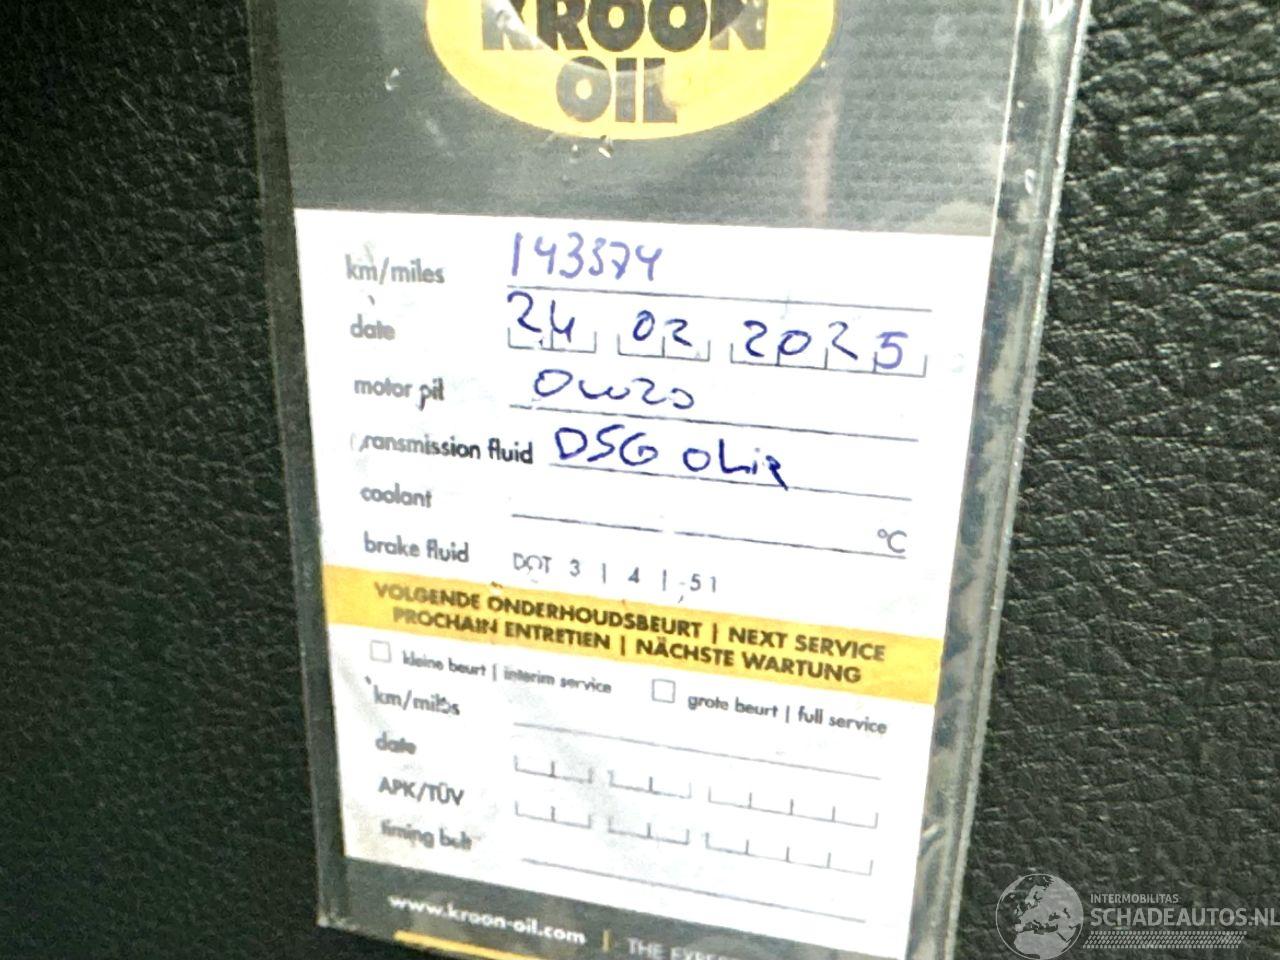 KROON
OIL
km/miles 143374
date 24 02 2025
motor oil 0w20
transmission fluid DSG olie
coolant °C
brake fluid DOT 3 | 4 | 5.1
VOLGENDE ONDERHOUDSBEURT | NEXT SERVICE
PROCHAIN ENTRETIEN | NÄCHSTE WARTUNG
kleine beurt | interim service grote beurt | full service
km/miles
date
APK/TÜV
timing belt
www.kroon-oil.com | THE
INTERMOBILITAS
SCHADEAUTOS.NL